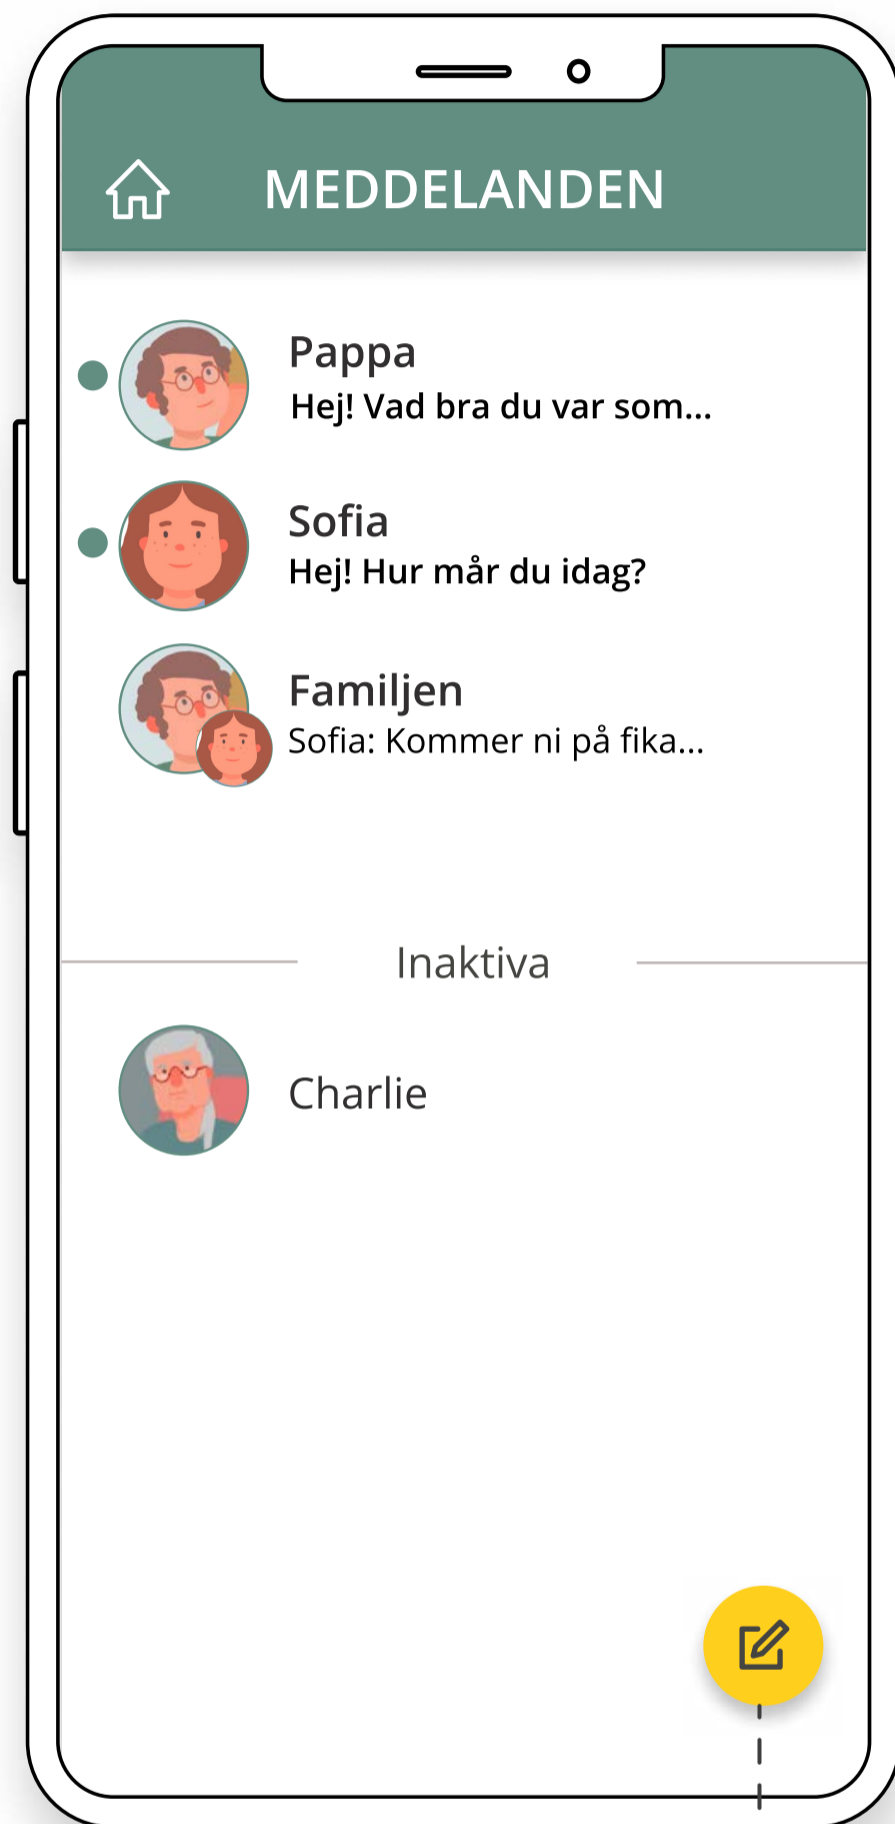 MEDDELANDEN
Pappa
Hej! Vad bra du var som...
Sofia
Hej! Hur mår du idag?
Familjen
Sofia: Kommer ni på fika...
Inaktiva
Charlie